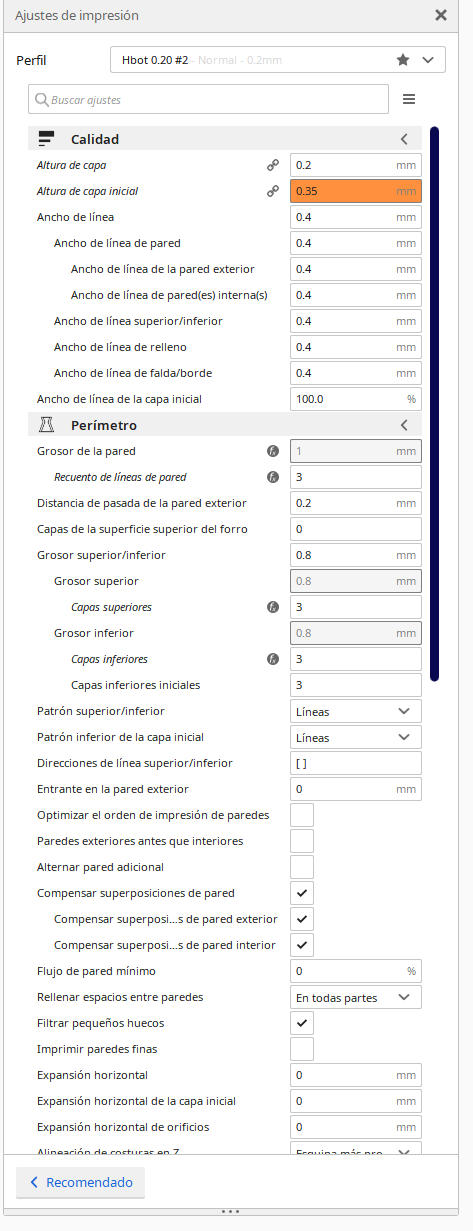 Ajustes de impresión
Perfil
Hbot 0.20 #2 - Normal - 0.2mm
Buscar ajustes
Calidad
Altura de capa 0.2 mm
Altura de capa inicial 0.35 mm
Ancho de línea 0.4 mm
Ancho de línea de pared 0.4 mm
Ancho de línea de la pared exterior 0.4 mm
Ancho de línea de pared(es) interna(s) 0.4 mm
Ancho de línea superior/inferior 0.4 mm
Ancho de línea de relleno 0.4 mm
Ancho de línea de falda/borde 0.4 mm
Ancho de línea de la capa inicial 100.0 %
Perímetro
Grosor de la pared 1 mm
Recuento de líneas de pared 3
Distancia de pasada de la pared exterior 0.2 mm
Capas de la superficie superior del forro 0
Grosor superior/inferior 0.8 mm
Grosor superior 0.8 mm
Capas superiores 3
Grosor inferior 0.8 mm
Capas inferiores 3
Capas inferiores iniciales 3
Patrón superior/inferior Líneas
Patrón inferior de la capa inicial Líneas
Direcciones de línea superior/inferior [ ]
Entrante en la pared exterior 0 mm
Optimizar el orden de impresión de paredes
Paredes exteriores antes que interiores
Alternar pared adicional
Compensar superposiciones de pared
Compensar superposi...s de pared exterior
Compensar superposi...s de pared interior
Flujo de pared mínimo 0 %
Rellenar espacios entre paredes En todas partes
Filtrar pequeños huecos
Imprimir paredes finas
Expansión horizontal 0 mm
Expansión horizontal de la capa inicial 0 mm
Expansión horizontal de orificios 0 mm
Alineación de costuras en Z Esquina más pro...
Recomendado